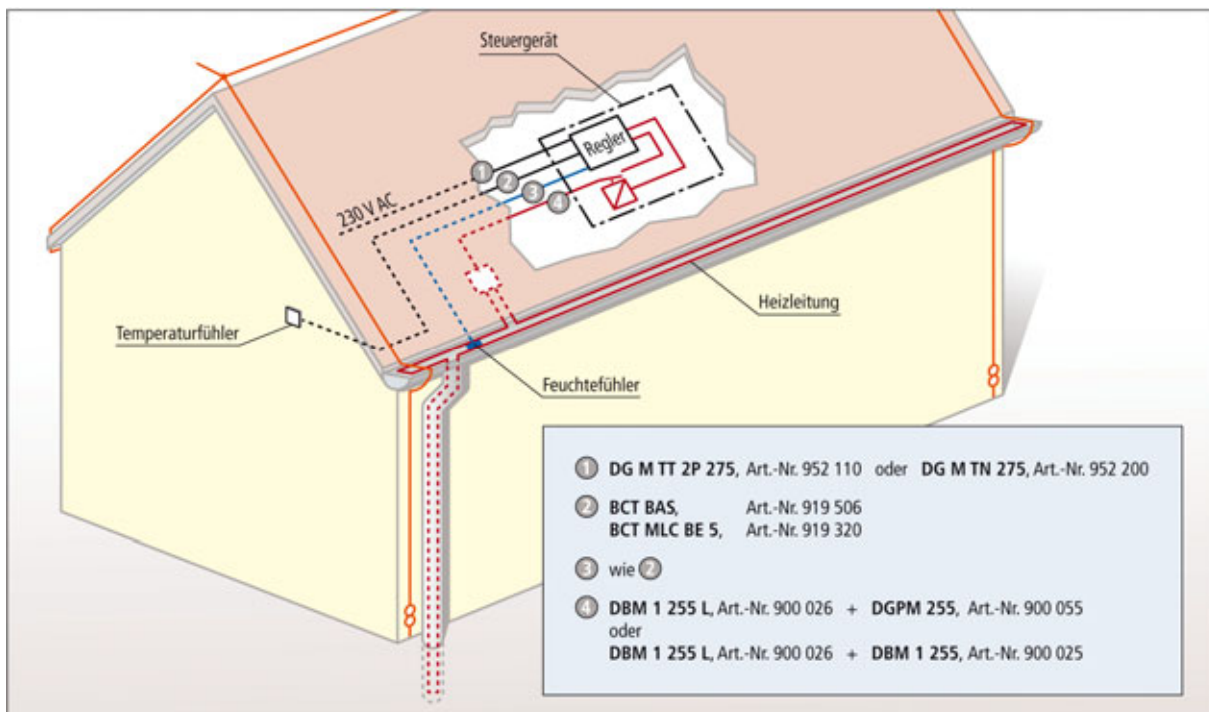 Steuergerät
Regler
1
2
3
4
230 V AC
Heizleitung
Temperaturfühler
Feuchtefühler
1 DG M TT 2P 275, Art.-Nr. 952 110 oder DG M TN 275, Art.-Nr. 952 200
2 BCT BAS, Art.-Nr. 919 506
BCT MLC BE 5, Art.-Nr. 919 320
3 wie 2
4 DBM 1 255 L, Art.-Nr. 900 026 + DGPM 255, Art.-Nr. 900 055
oder
DBM 1 255 L, Art.-Nr. 900 026 + DBM 1 255, Art.-Nr. 900 025